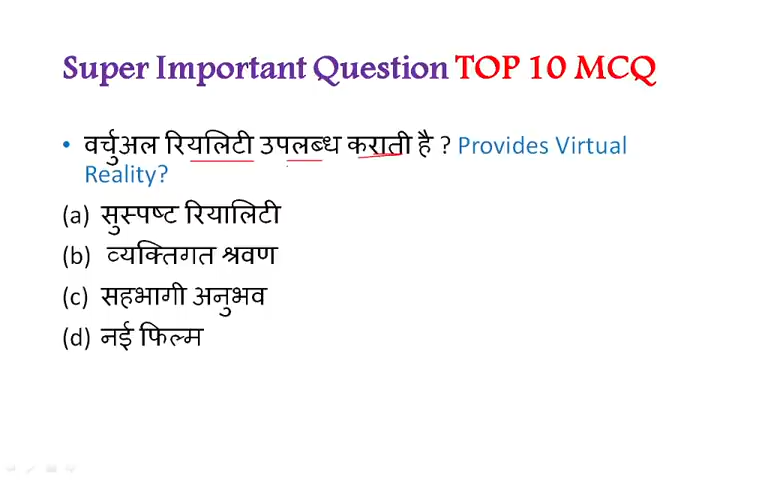 Super Important Question TOP 10 MCQ
• वर्चुअल रियलिटी उपलब्ध कराती है ? Provides Virtual
Reality?
(a) सुस्पष्ट रियालिटी
(b) व्यक्तिगत श्रवण
(c) सहभागी अनुभव
(d) नई फिल्म